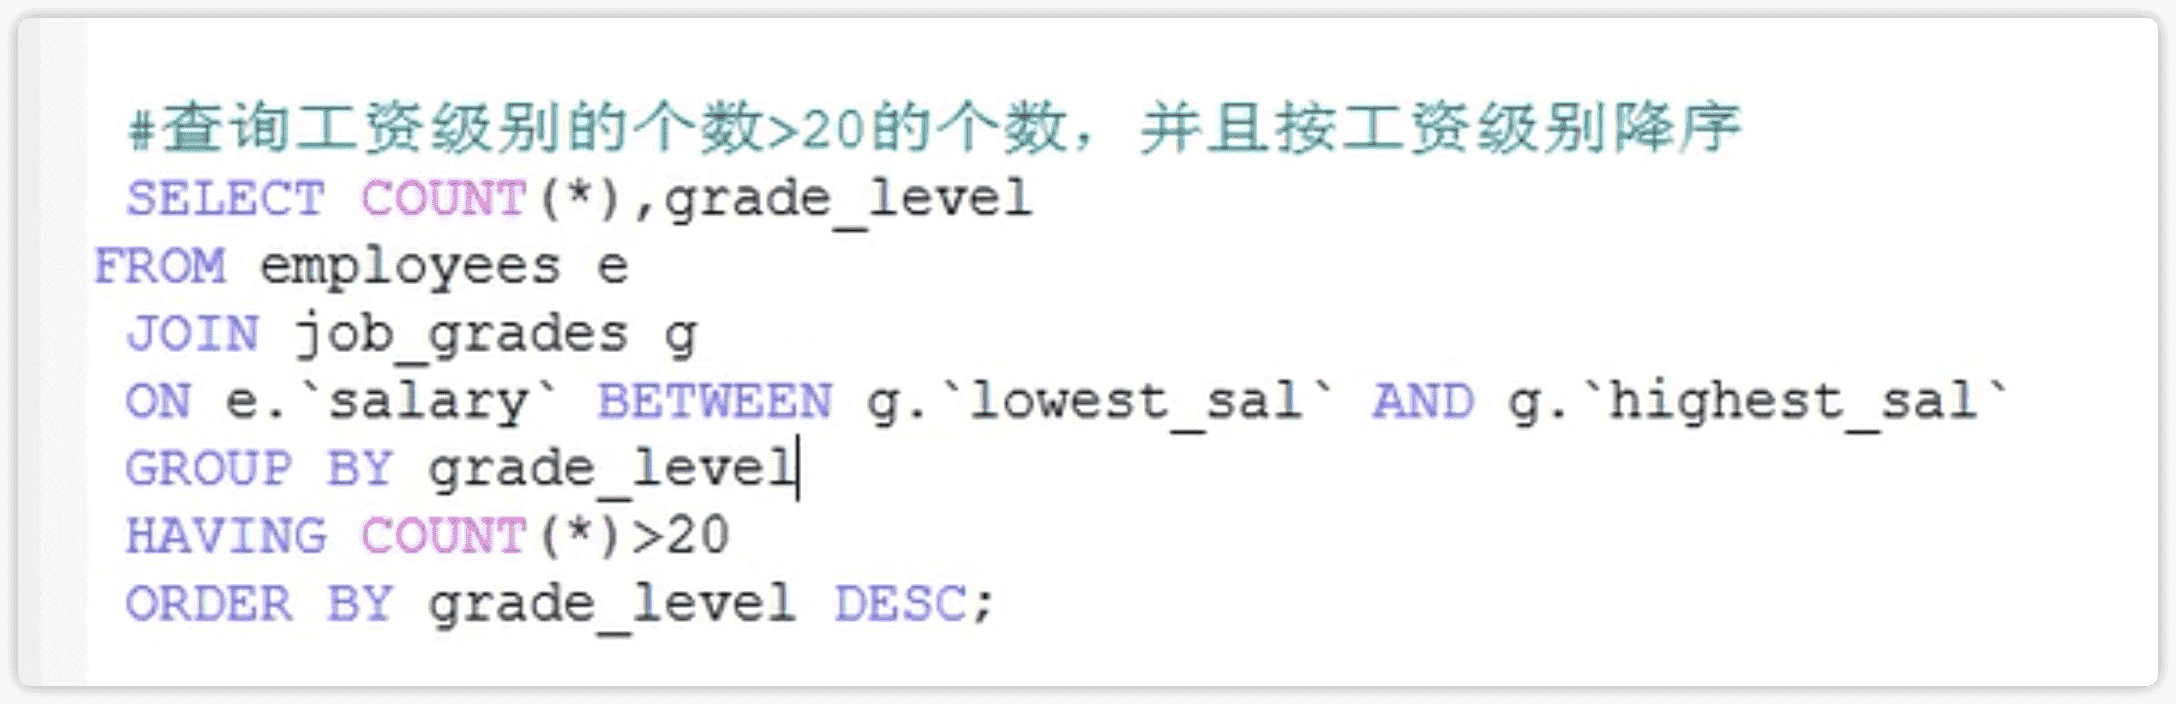 #查询工资级别的个数>20的个数，并且按工资级别降序
SELECT COUNT(*),grade_level
FROM employees e
JOIN job_grades g
ON e.`salary` BETWEEN g.`lowest_sal` AND g.`highest_sal`
GROUP BY grade_level
HAVING COUNT(*)>20
ORDER BY grade_level DESC;